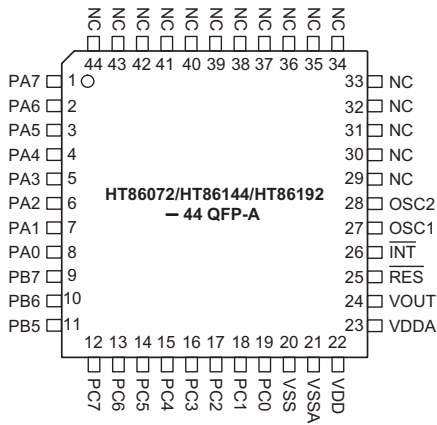 NC NC NC NC NC NC NC NC NC NC NC
44 43 42 41 40 39 38 37 36 35 34
PA7 1 33 NC
PA6 2 32 NC
PA5 3 31 NC
PA4 4 30 NC
PA3 5 29 NC
HT86072/HT86144/HT86192
– 44 QFP-A
PA2 6 28 OSC2
PA1 7 27 OSC1
PA0 8 26 INT
PB7 9 25 RES
PB6 10 24 VOUT
PB5 11 23 VDDA
12 13 14 15 16 17 18 19 20 21 22
PC7 PC6 PC5 PC4 PC3 PC2 PC1 PC0 VSS VSSA VDD